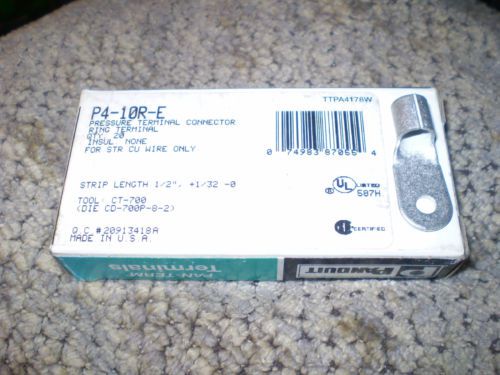 TTPA4178W
P4-10R-E
PRESSURE TERMINAL CONNECTOR
RING TERMINAL
QTY. 20
INSUL NONE
FOR STR CU WIRE ONLY
0 74983 87055 4
STRIP LENGTH 1/2", +1/32 -0
TOOL: CT-700
(DIE CD-700P-8-2)
UL LISTED
587H
CERTIFIED
Q.C.#20913418A
MADE IN U.S.A.
PAN-TERM
Terminals
PANDUIT